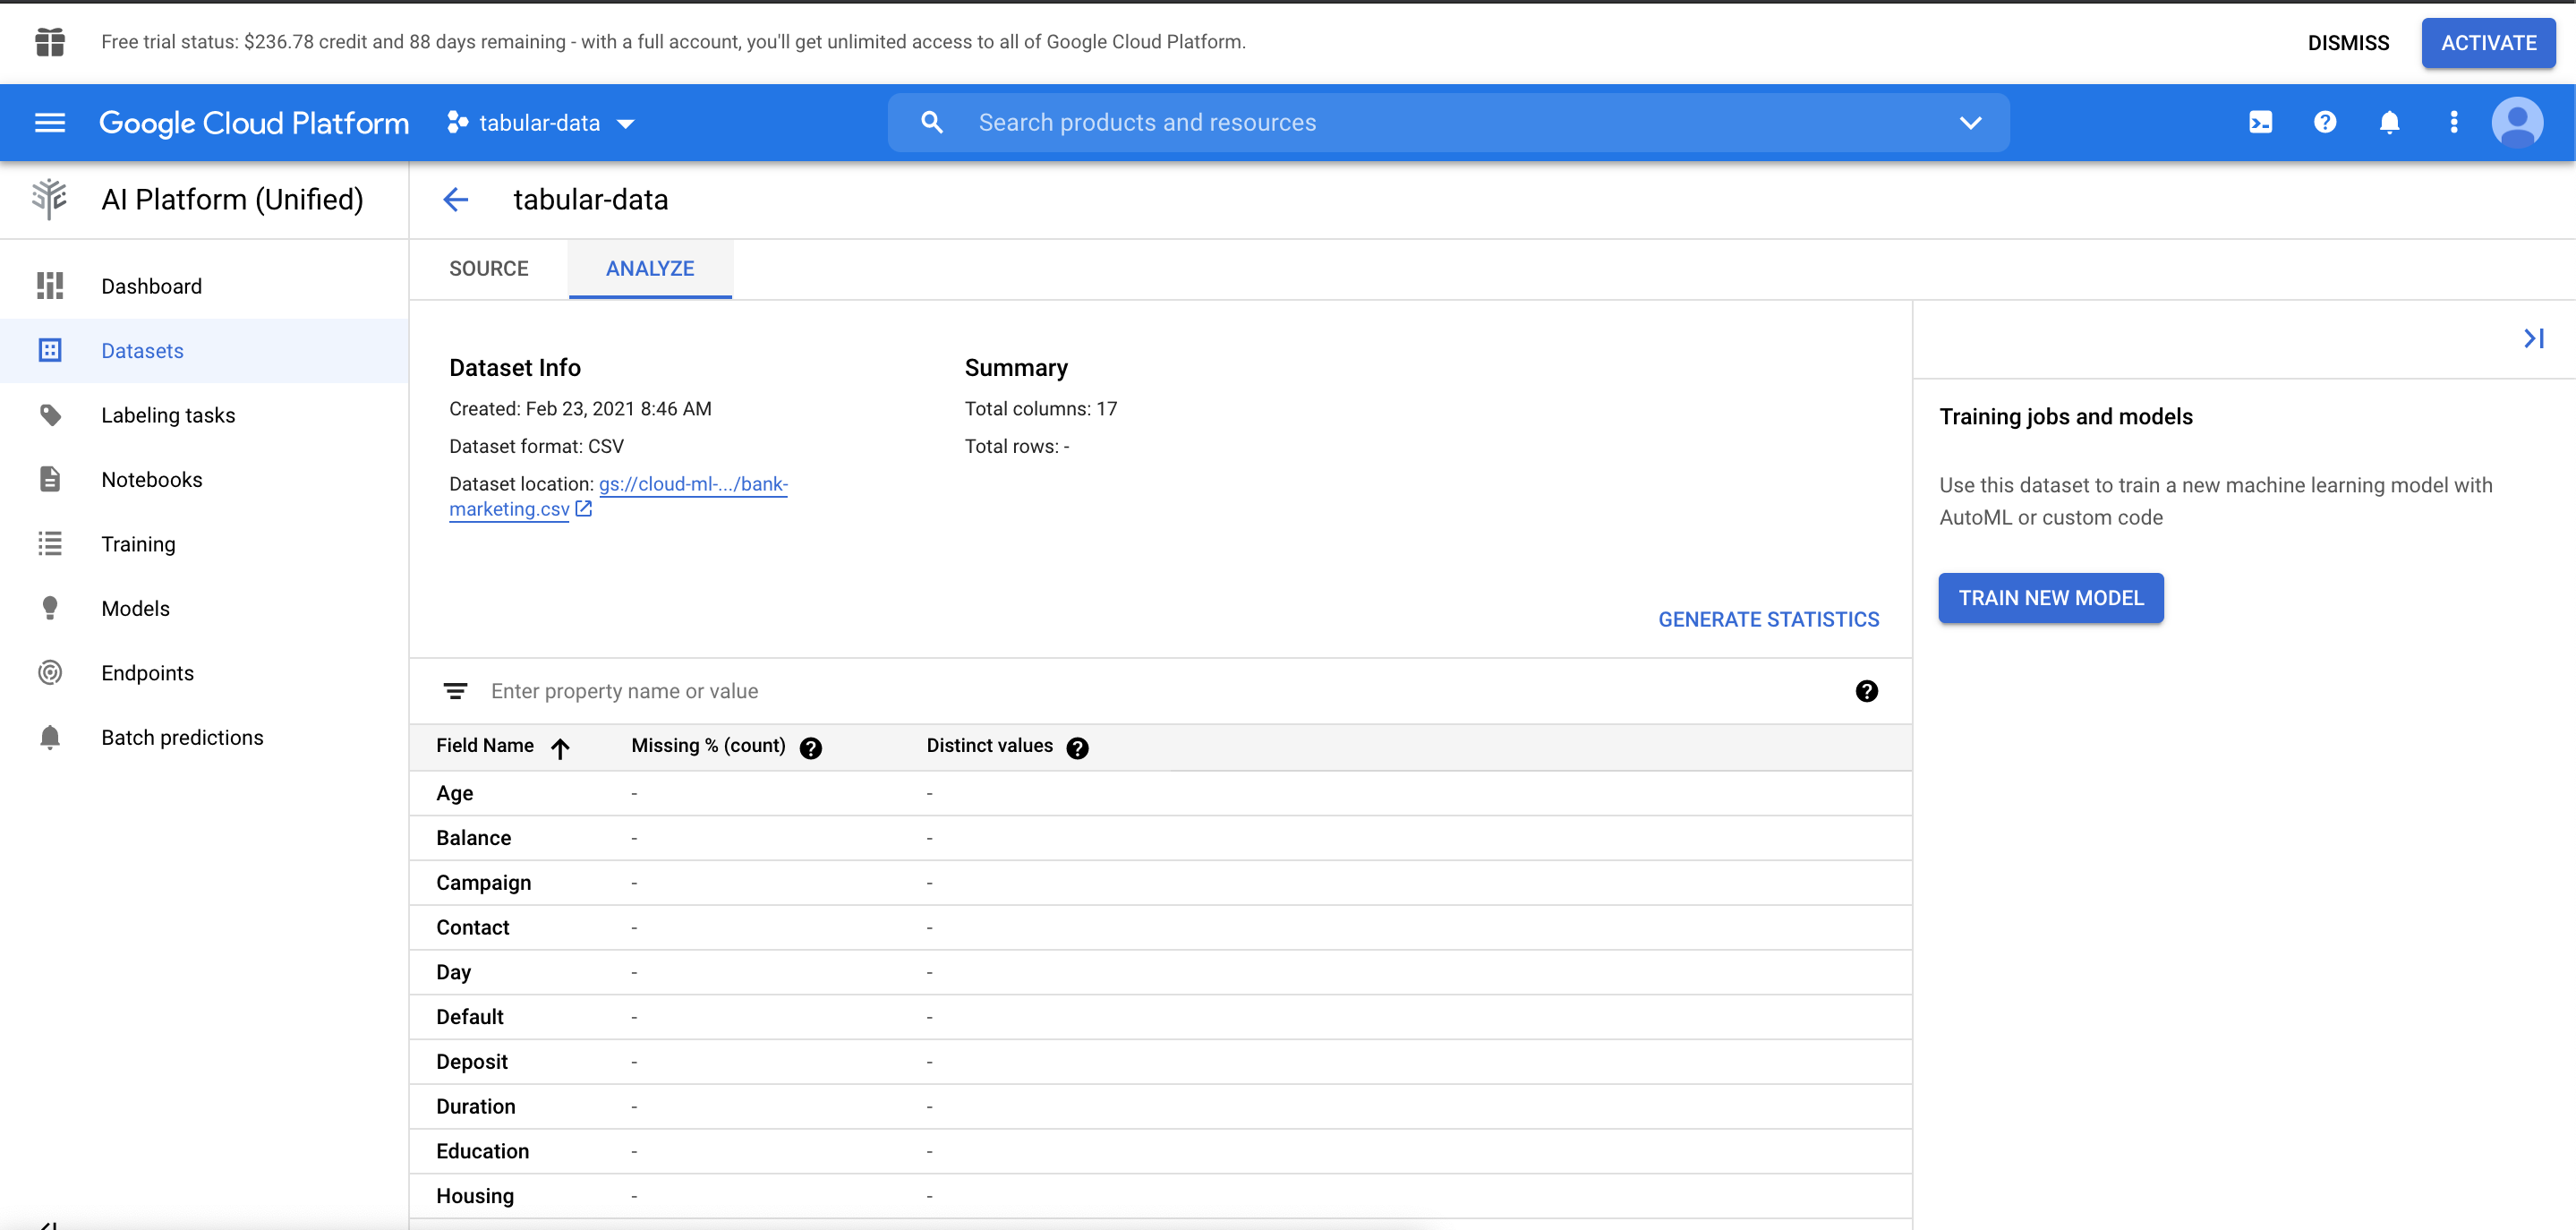 Free trial status: $236.78 credit and 88 days remaining - with a full account, you'll get unlimited access to all of Google Cloud Platform.
DISMISS
ACTIVATE
Google Cloud Platform
tabular-data
Search products and resources
AI Platform (Unified)
tabular-data
Dashboard
Datasets
Labeling tasks
Notebooks
Training
Models
Endpoints
Batch predictions
SOURCE
ANALYZE
Dataset Info
Created: Feb 23, 2021 8:46 AM
Dataset format: CSV
Dataset location: gs://cloud-ml-.../bank-
marketing.csv
Summary
Total columns: 17
Total rows: -
GENERATE STATISTICS
Enter property name or value
Field Name Missing % (count) Distinct values
Age - -
Balance - -
Campaign - -
Contact - -
Day - -
Default - -
Deposit - -
Duration - -
Education - -
Housing - -
Training jobs and models
Use this dataset to train a new machine learning model with
AutoML or custom code
TRAIN NEW MODEL